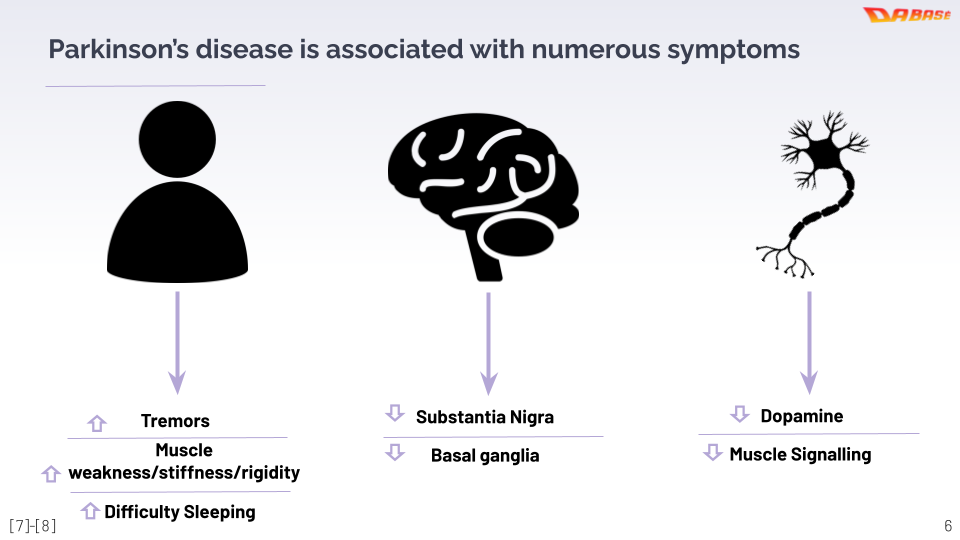 DABASE
Parkinson's disease is associated with numerous symptoms
Tremors
Muscle
weakness/stiffness/rigidity
Difficulty Sleeping
Substantia Nigra
Basal ganglia
Dopamine
Muscle Signalling
[7]-[8]
6